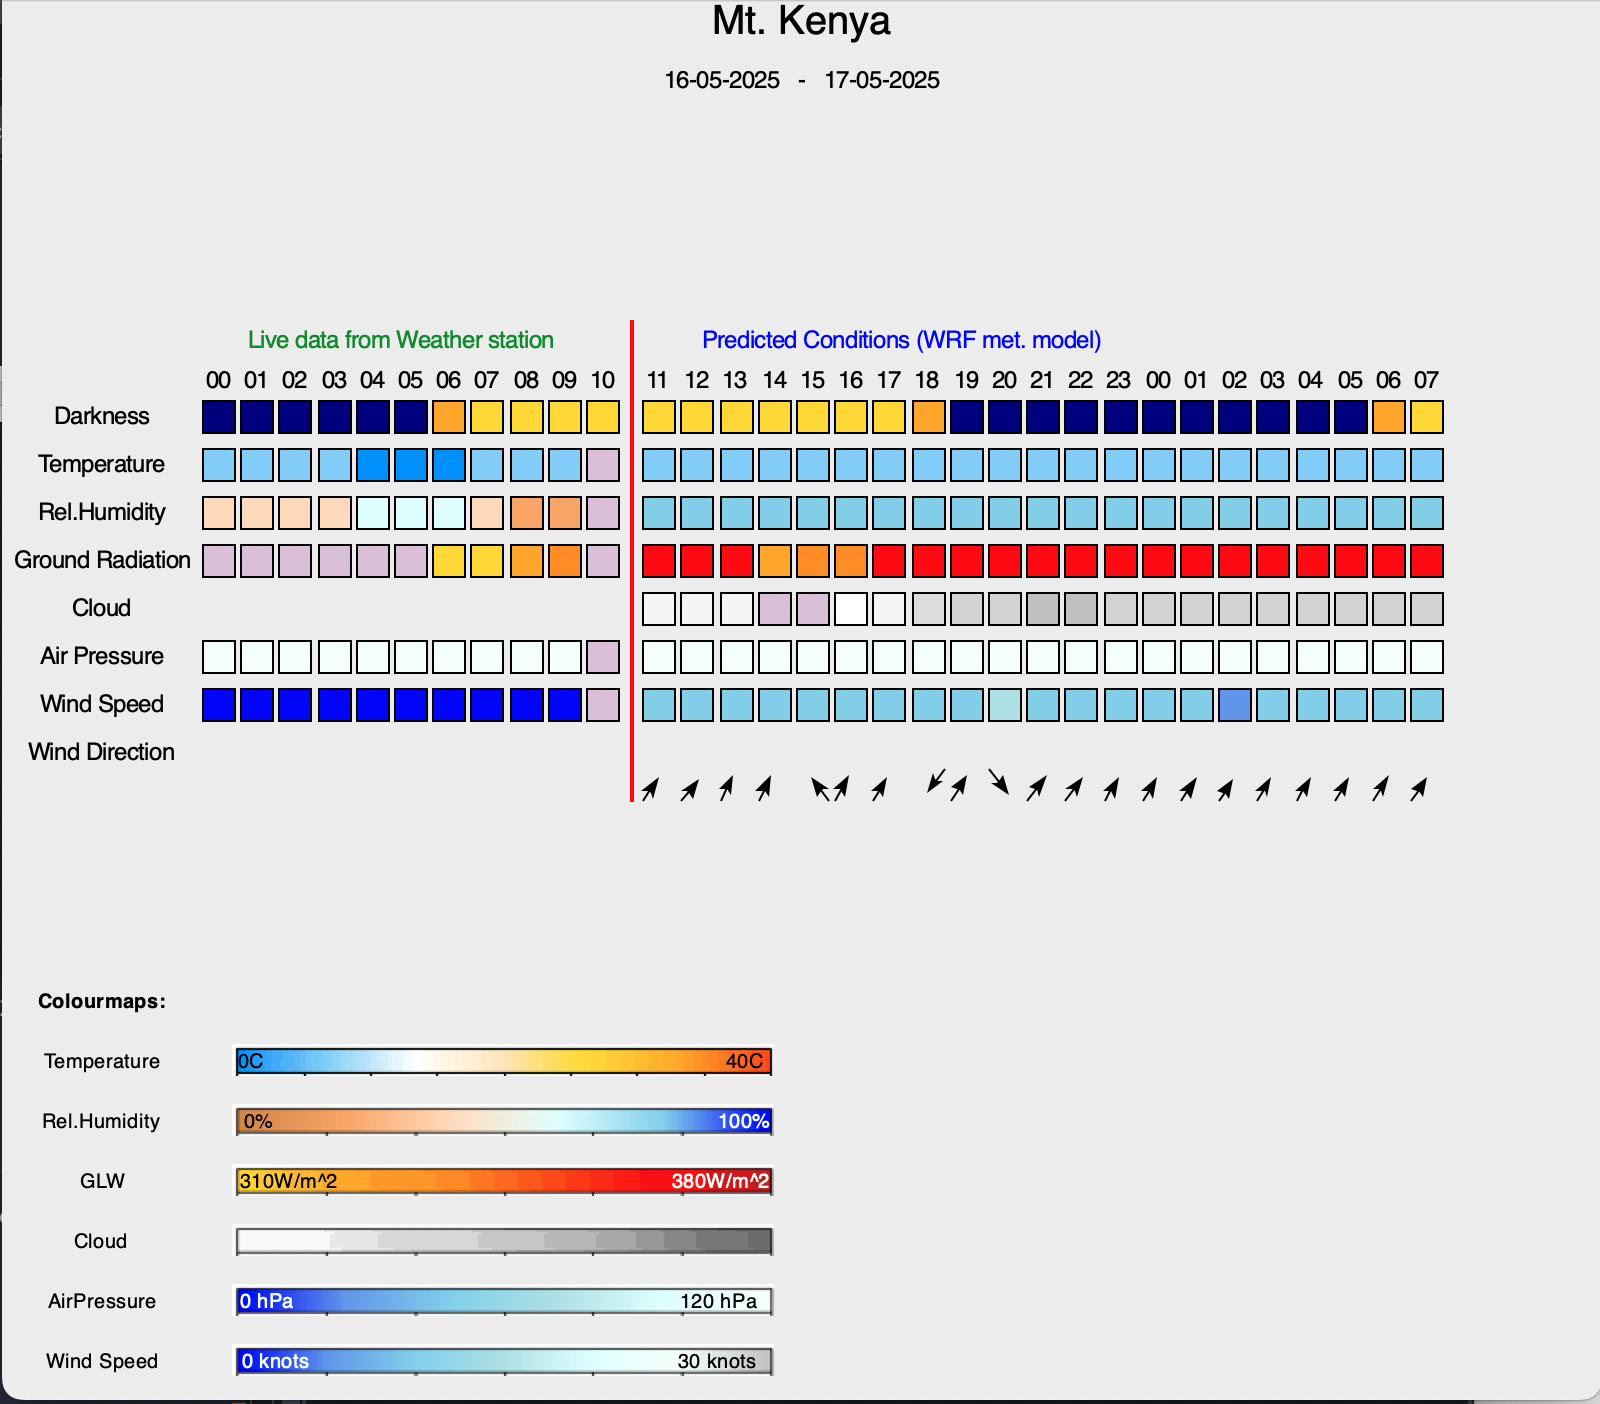 Mt. Kenya
16-05-2025 - 17-05-2025
Live data from Weather station
Predicted Conditions (WRF met. model)
00 01 02 03 04 05 06 07 08 09 10 11 12 13 14 15 16 17 18 19 20 21 22 23 00 01 02 03 04 05 06 07
Darkness
Temperature
Rel.Humidity
Ground Radiation
Cloud
Air Pressure
Wind Speed
Wind Direction
Colourmaps:
Temperature 0C 40C
Rel.Humidity 0% 100%
GLW 310W/m^2 380W/m^2
Cloud
AirPressure 0 hPa 120 hPa
Wind Speed 0 knots 30 knots